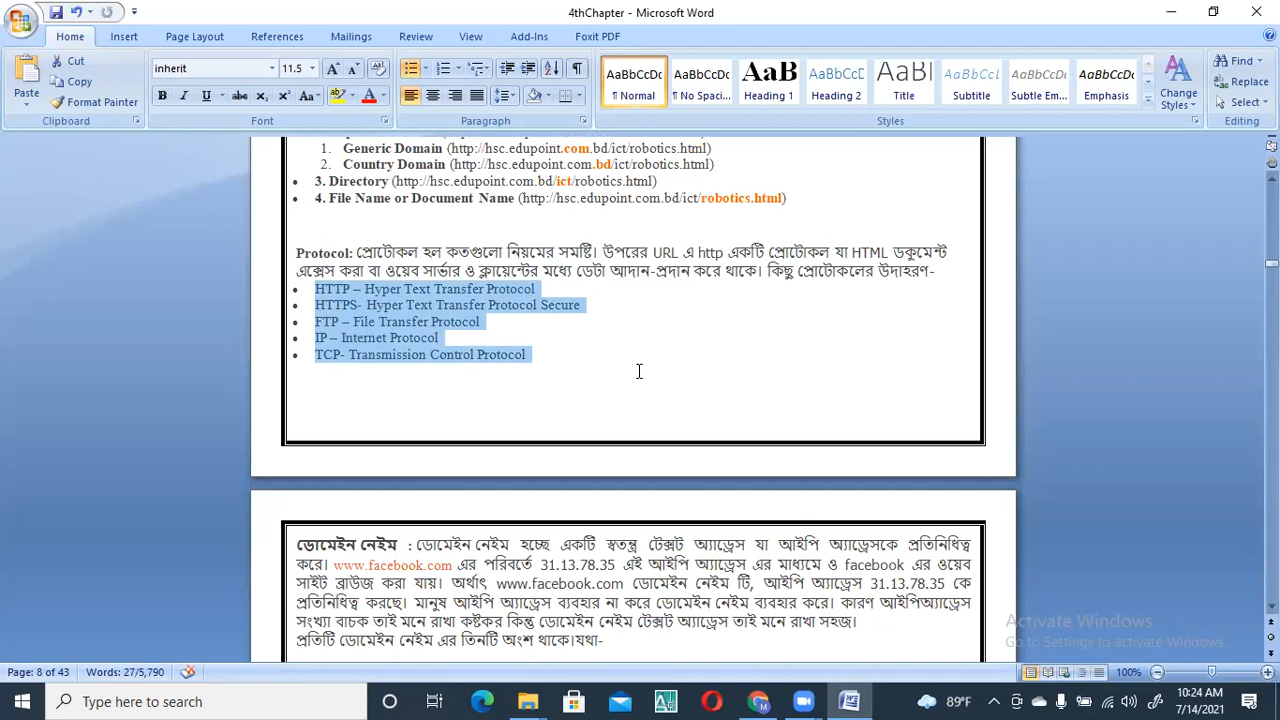 4thChapter - Microsoft Word
Home Insert Page Layout References Mailings Review View Add-Ins Foxit PDF
Paste
Cut
Copy
Format Painter
Clipboard
inherit 11.5
Font
Paragraph
AaBbCcDc AaBbCcDc AaB AaBbCc AaBl AaBbCcL AaBbCcDc AaBbCcDc
¶ Normal ¶ No Spaci... Heading 1 Heading 2 Title Subtitle Subtle Em... Emphasis
Styles
Change Styles
Find
Replace
Select
Editing
1. Generic Domain (http://hsc.edupoint.com.bd/ict/robotics.html)
2. Country Domain (http://hsc.edupoint.com.bd/ict/robotics.html)
• 3. Directory (http://hsc.edupoint.com.bd/ict/robotics.html)
• 4. File Name or Document Name (http://hsc.edupoint.com.bd/ict/robotics.html)
Protocol: প্রোটোকল হল কতগুলো নিয়মের সমষ্টি। উপরের URL এ http একটি প্রোটোকল যা HTML ডকুমেন্ট
এক্সেস করা বা ওয়েব সার্ভার ও ক্লায়েন্টের মধ্যে ডেটা আদান-প্রদান করে থাকে। কিছু প্রোটোকলের উদাহরণ-
• HTTP – Hyper Text Transfer Protocol
• HTTPS- Hyper Text Transfer Protocol Secure
• FTP – File Transfer Protocol
• IP – Internet Protocol
• TCP- Transmission Control Protocol
ডোমেইন নেইম : ডোমেইন নেইম হচ্ছে একটি স্বতন্ত্র টেক্সট অ্যাড্রেস যা আইপি অ্যাড্রেসকে প্রতিনিধিত্ব
করে। www.facebook.com এর পরিবর্তে 31.13.78.35 এই আইপি অ্যাড্রেস এর মাধ্যমে ও facebook এর ওয়েব
সাইট ব্রাউজ করা যায়। অর্থাৎ www.facebook.com ডোমেইন নেইম টি, আইপি অ্যাড্রেস 31.13.78.35 কে
প্রতিনিধিত্ব করছে। মানুষ আইপি অ্যাড্রেস ব্যবহার না করে ডোমেইন নেইম ব্যবহার করে। কারণ আইপিঅ্যাড্রেস
সংখ্যা বাচক তাই মনে রাখা কষ্টকর কিন্তু ডোমেইন নেইম টেক্সট অ্যাড্রেস তাই মনে রাখা সহজ।
প্রতিটি ডোমেইন নেইম এর তিনটি অংশ থাকে।যথা-
Activate Windows
Go to Settings to activate Windows.
Page: 8 of 43 Words: 27/5,790 100%
Type here to search
89°F
10:24 AM
7/14/2021